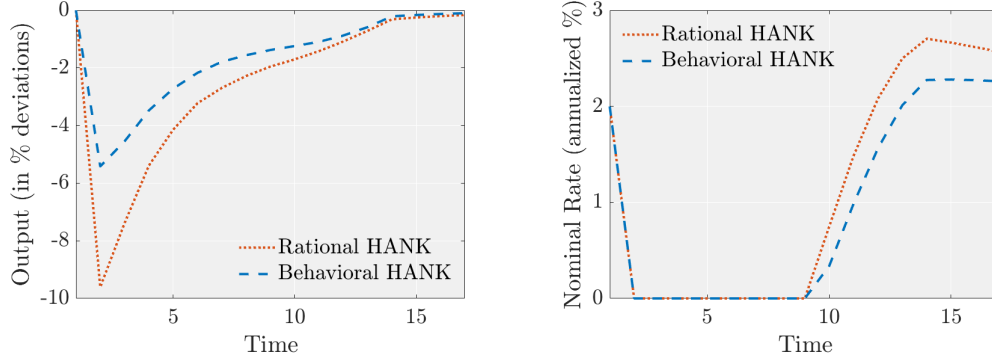 Output (in % deviations)
0
-2
-4
-6
-8
-10
Rational HANK
Behavioral HANK
5
10
15
Time
Nominal Rate (annualized %)
3
2
1
0
Rational HANK
Behavioral HANK
5
10
15
Time